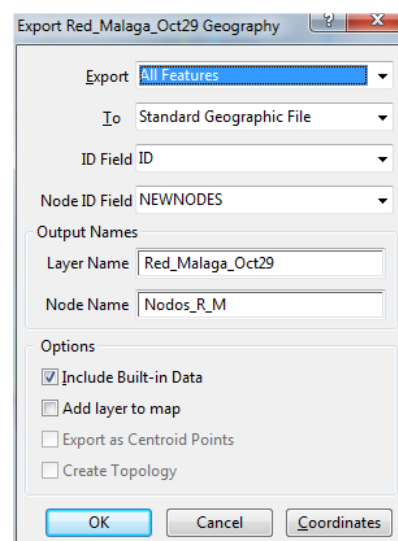 Export Red_Malaga_Oct29 Geography ? X
Export All Features
To Standard Geographic File
ID Field ID
Node ID Field NEWNODES
Output Names
Layer Name Red_Malaga_Oct29
Node Name Nodos_R_M
Options
Include Built-in Data
Add layer to map
Export as Centroid Points
Create Topology
OK Cancel Coordinates